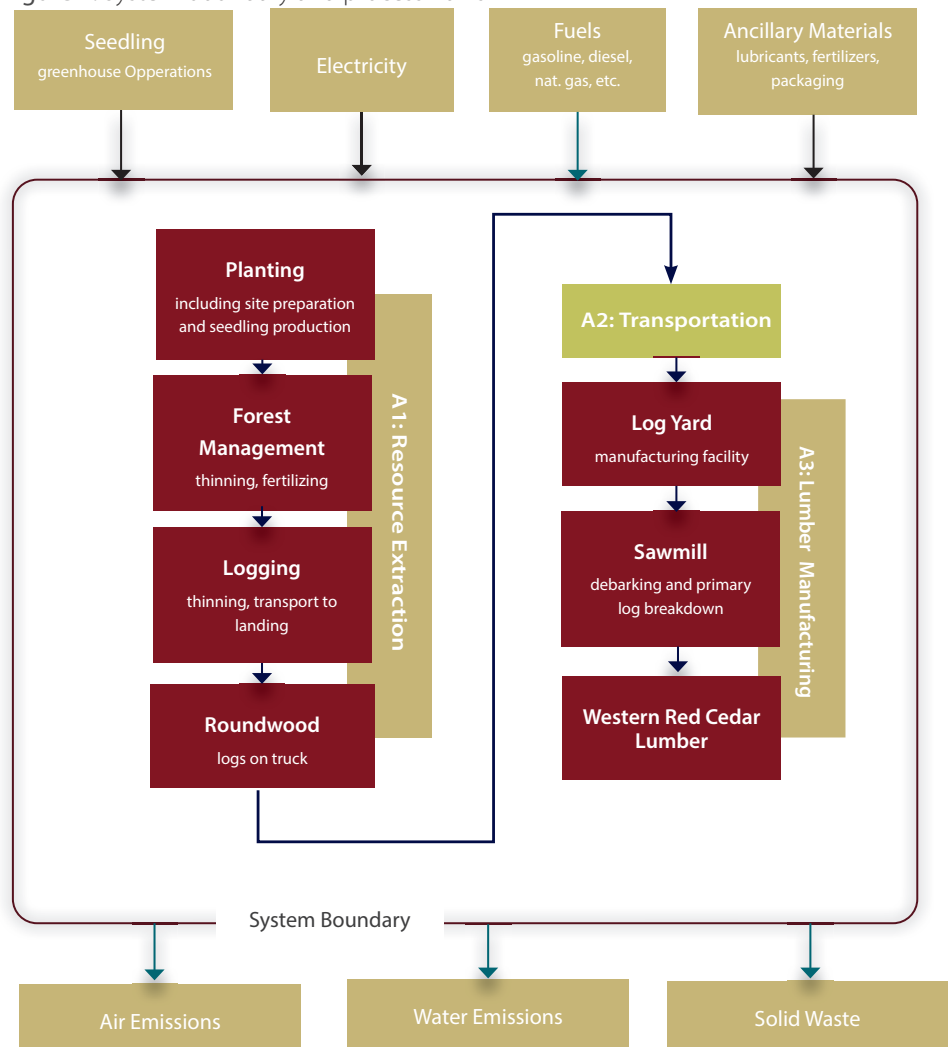 Seedling
greenhouse Opperations
Electricity
Fuels
gasoline, diesel,
nat. gas, etc.
Ancillary Materials
lubricants, fertilizers,
packaging
Planting
including site preparation
and seedling production
Forest
Management
thinning, fertilizing
Logging
thinning, transport to
landing
Roundwood
logs on truck
A1: Resource Extraction
A2: Transportation
Log Yard
manufacturing facility
Sawmill
debarking and primary
log breakdown
Western Red Cedar
Lumber
A3: Lumber Manufacturing
System Boundary
Air Emissions
Water Emissions
Solid Waste